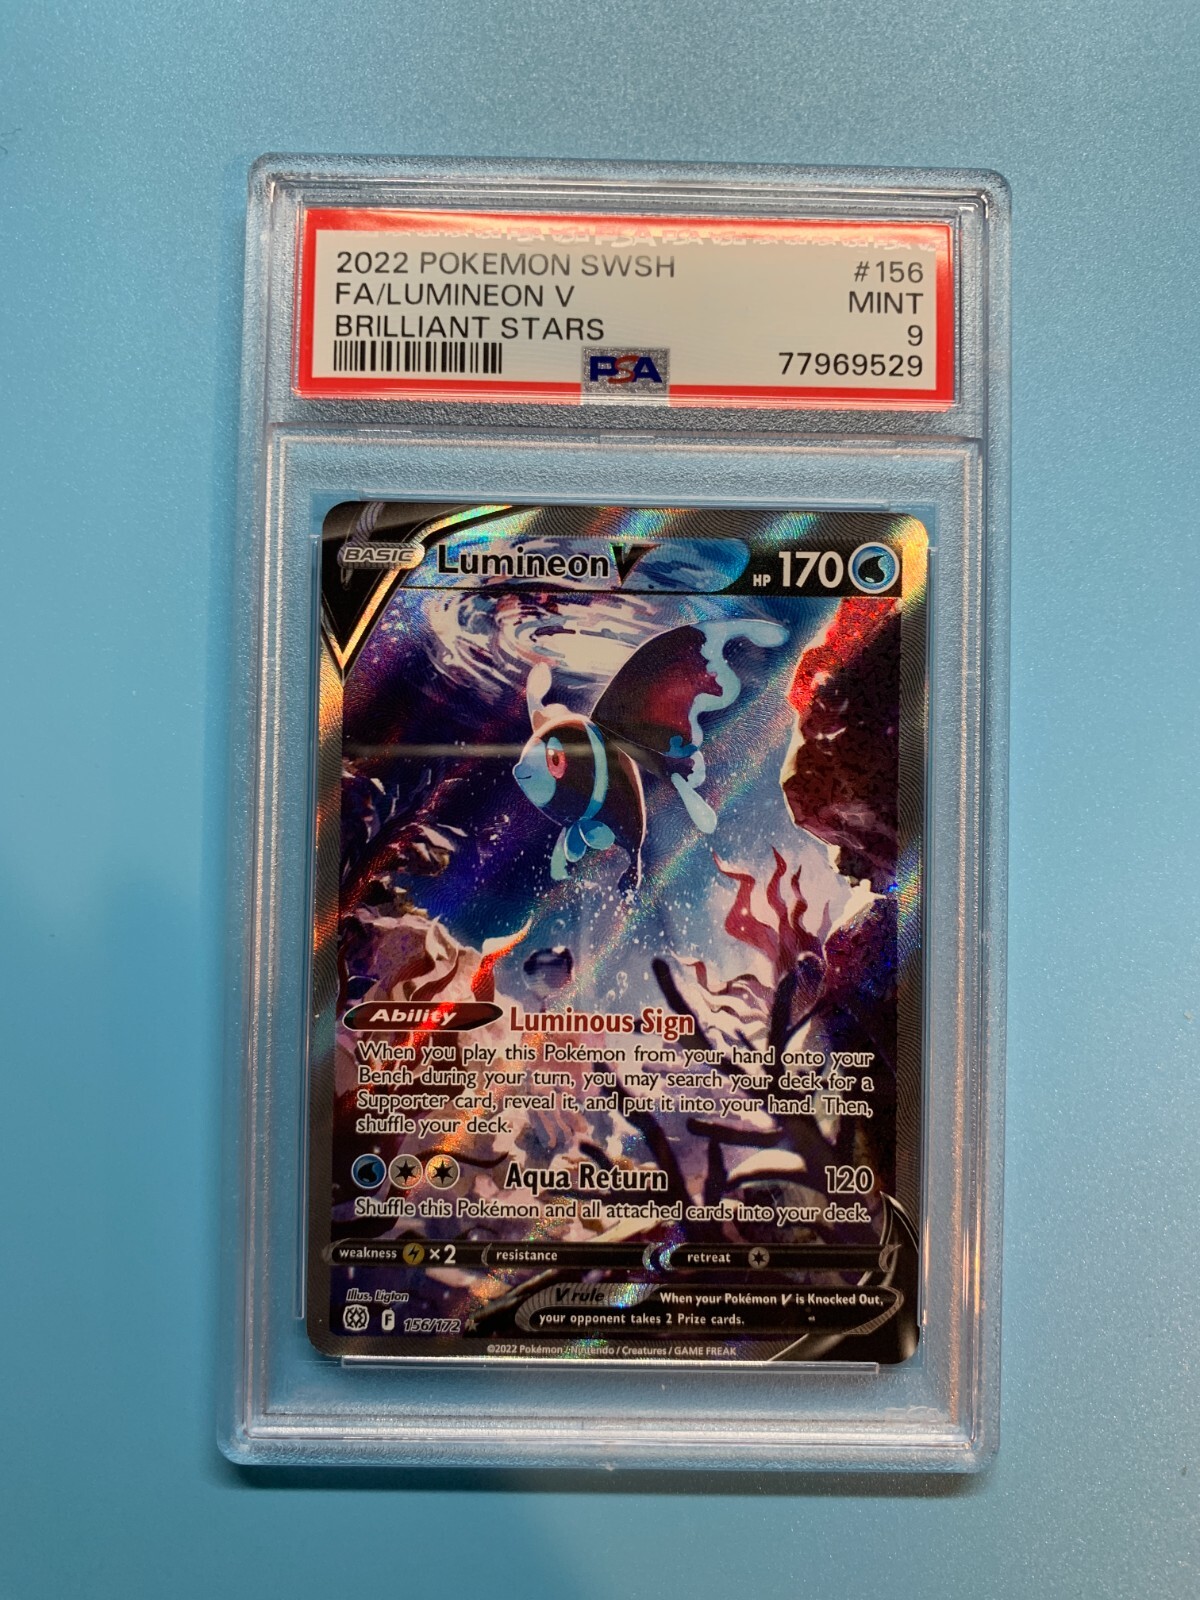 2022 POKEMON SWSH #156
FA/LUMINEON V MINT
BRILLIANT STARS 9
PSA 77969529
BASIC Lumineon V HP 170
Ability Luminous Sign
When you play this Pokémon from your hand onto your
Bench during your turn, you may search your deck for a
Supporter card, reveal it, and put it into your hand. Then,
shuffle your deck.
Aqua Return 120
Shuffle this Pokémon and all attached cards into your deck.
weakness ×2 resistance retreat
Illus. Ligton
V rule When your Pokémon V is Knocked Out,
your opponent takes 2 Prize cards.
F 156/172
©2022 Pokémon / Nintendo / Creatures / GAME FREAK